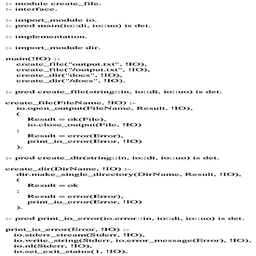 :- module create_file.
:- interface.
:- import_module io.
:- pred main(io::di, io::uo) is det.
:- implementation.
:- import_module dir.
main(!IO) :-
create_file("output.txt", !IO),
create_file("/output.txt", !IO),
create_dir("docs", !IO),
create_dir("/docs", !IO).
:- pred create_file(string::in, io::di, io::uo) is det.
create_file(FileName, !IO) :-
io.open_output(FileName, Result, !IO),
(
Result = ok(File),
io.close_output(File, !IO)
;
Result = error(Error),
print_io_error(Error, !IO)
).
:- pred create_dir(string::in, io::di, io::uo) is det.
create_dir(DirName, !IO) :-
dir.make_single_directory(DirName, Result, !IO),
(
Result = ok
;
Result = error(Error),
print_io_error(Error, !IO)
).
:- pred print_io_error(io.error::in, io::di, io::uo) is det.
print_io_error(Error, !IO) :-
io.stderr_stream(Stderr, !IO),
io.write_string(Stderr, io.error_message(Error), !IO),
io.nl(Stderr, !IO),
io.set_exit_status(1, !IO).